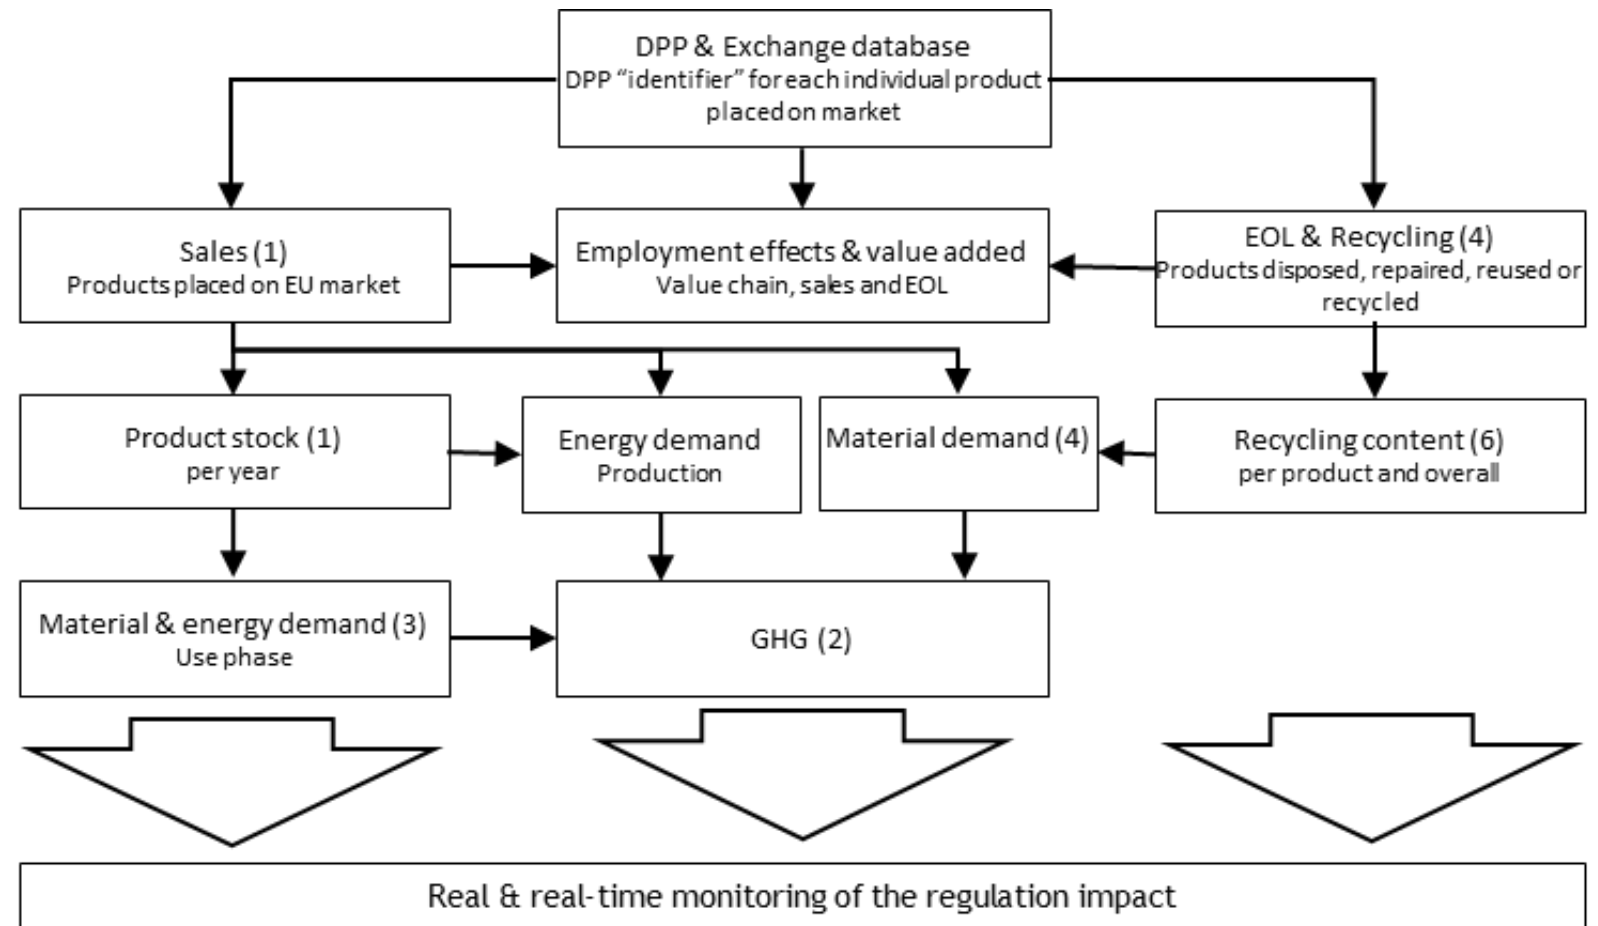 DPP & Exchange database
DPP “identifier” for each individual product
placed on market
Sales (1)
Products placed on EU market
Employment effects & value added
Value chain, sales and EOL
EOL & Recycling (4)
Products disposed, repaired, reused or
recycled
Product stock (1)
per year
Energy demand
Production
Material demand (4)
Recycling content (6)
per product and overall
Material & energy demand (3)
Use phase
GHG (2)
Real & real-time monitoring of the regulation impact